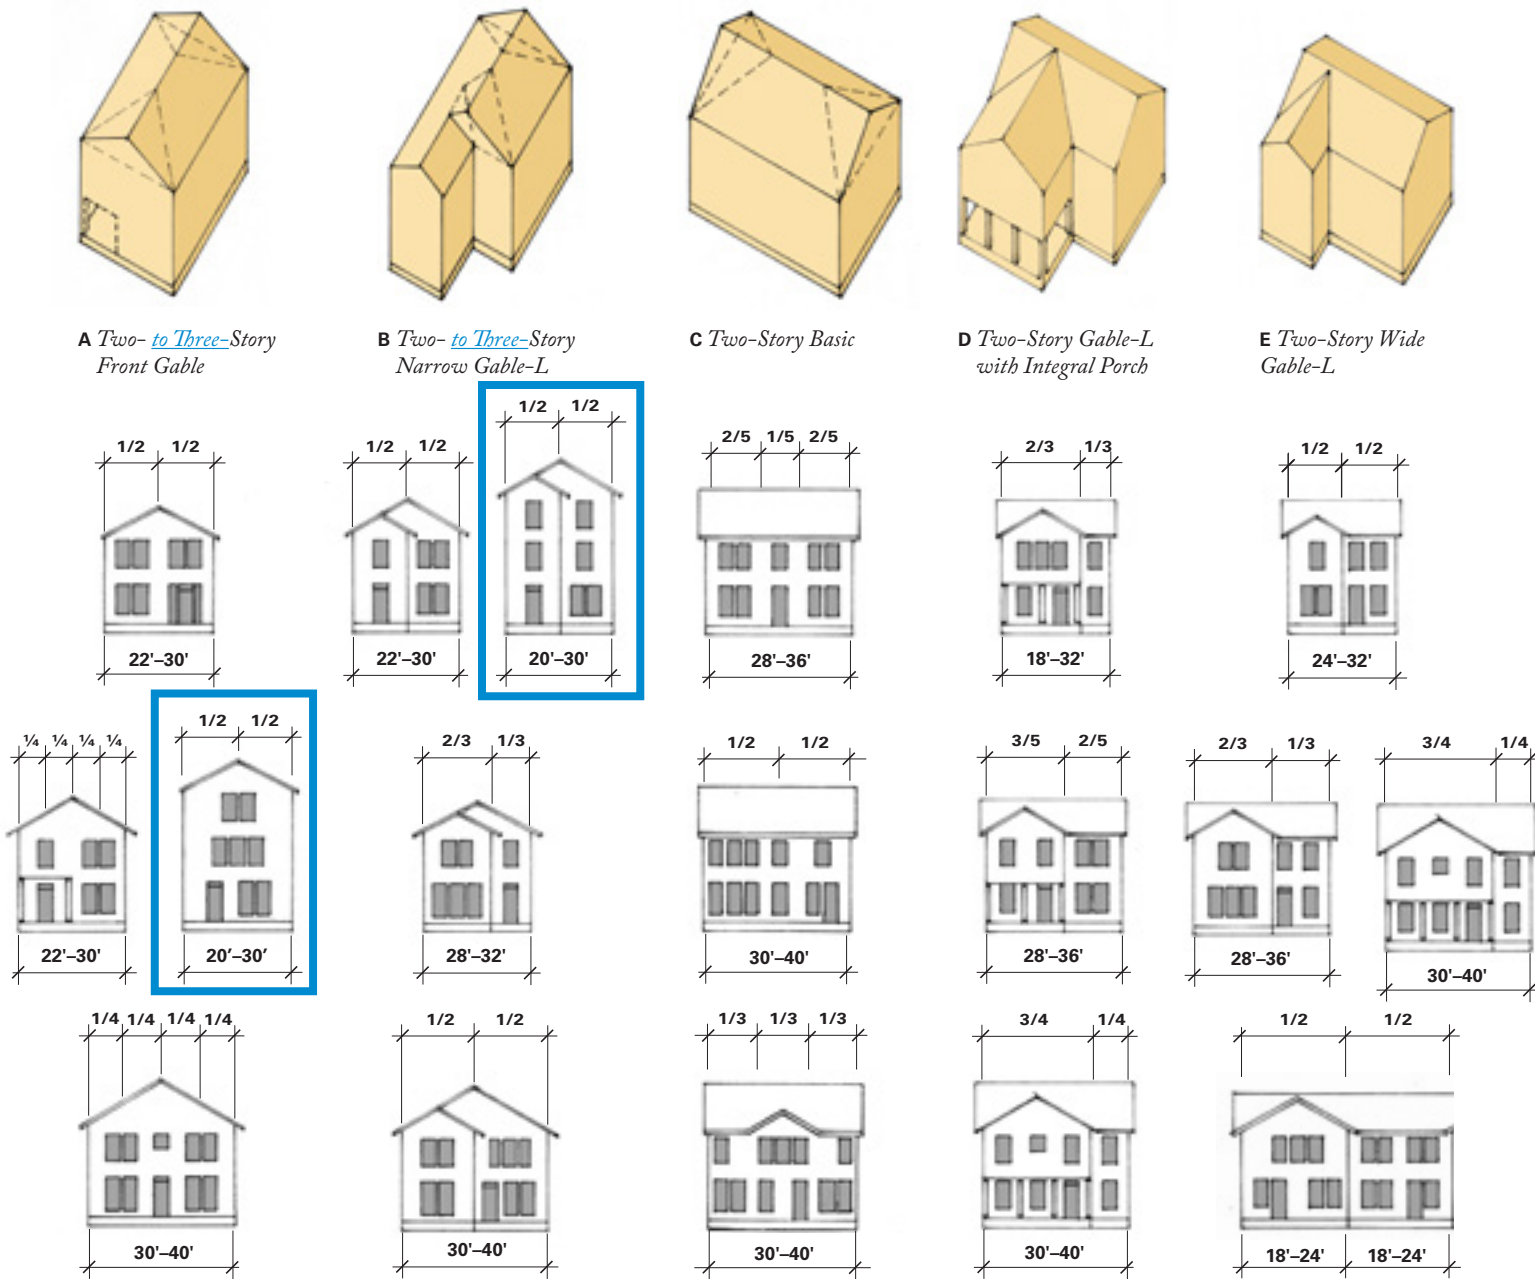 A Two- to Three-Story
Front Gable
B Two- to Three-Story
Narrow Gable-L
C Two-Story Basic
D Two-Story Gable-L
with Integral Porch
E Two-Story Wide
Gable-L
1/2 1/2
1/2 1/2
1/2 1/2
2/5 1/5 2/5
2/3 1/3
1/2 1/2
22'–30'
22'–30'
20'–30'
28'–36'
18'–32'
24'–32'
¼ ¼ ¼ ¼
1/2 1/2
2/3 1/3
1/2 1/2
3/5 2/5
2/3 1/3
3/4 1/4
22'–30'
20'–30'
28'–32'
30'–40'
28'–36'
28'–36'
30'–40'
1/4 1/4 1/4 1/4
1/2 1/2
1/3 1/3 1/3
3/4 1/4
1/2 1/2
30'–40'
30'–40'
30'–40'
30'–40'
18'–24' 18'–24'